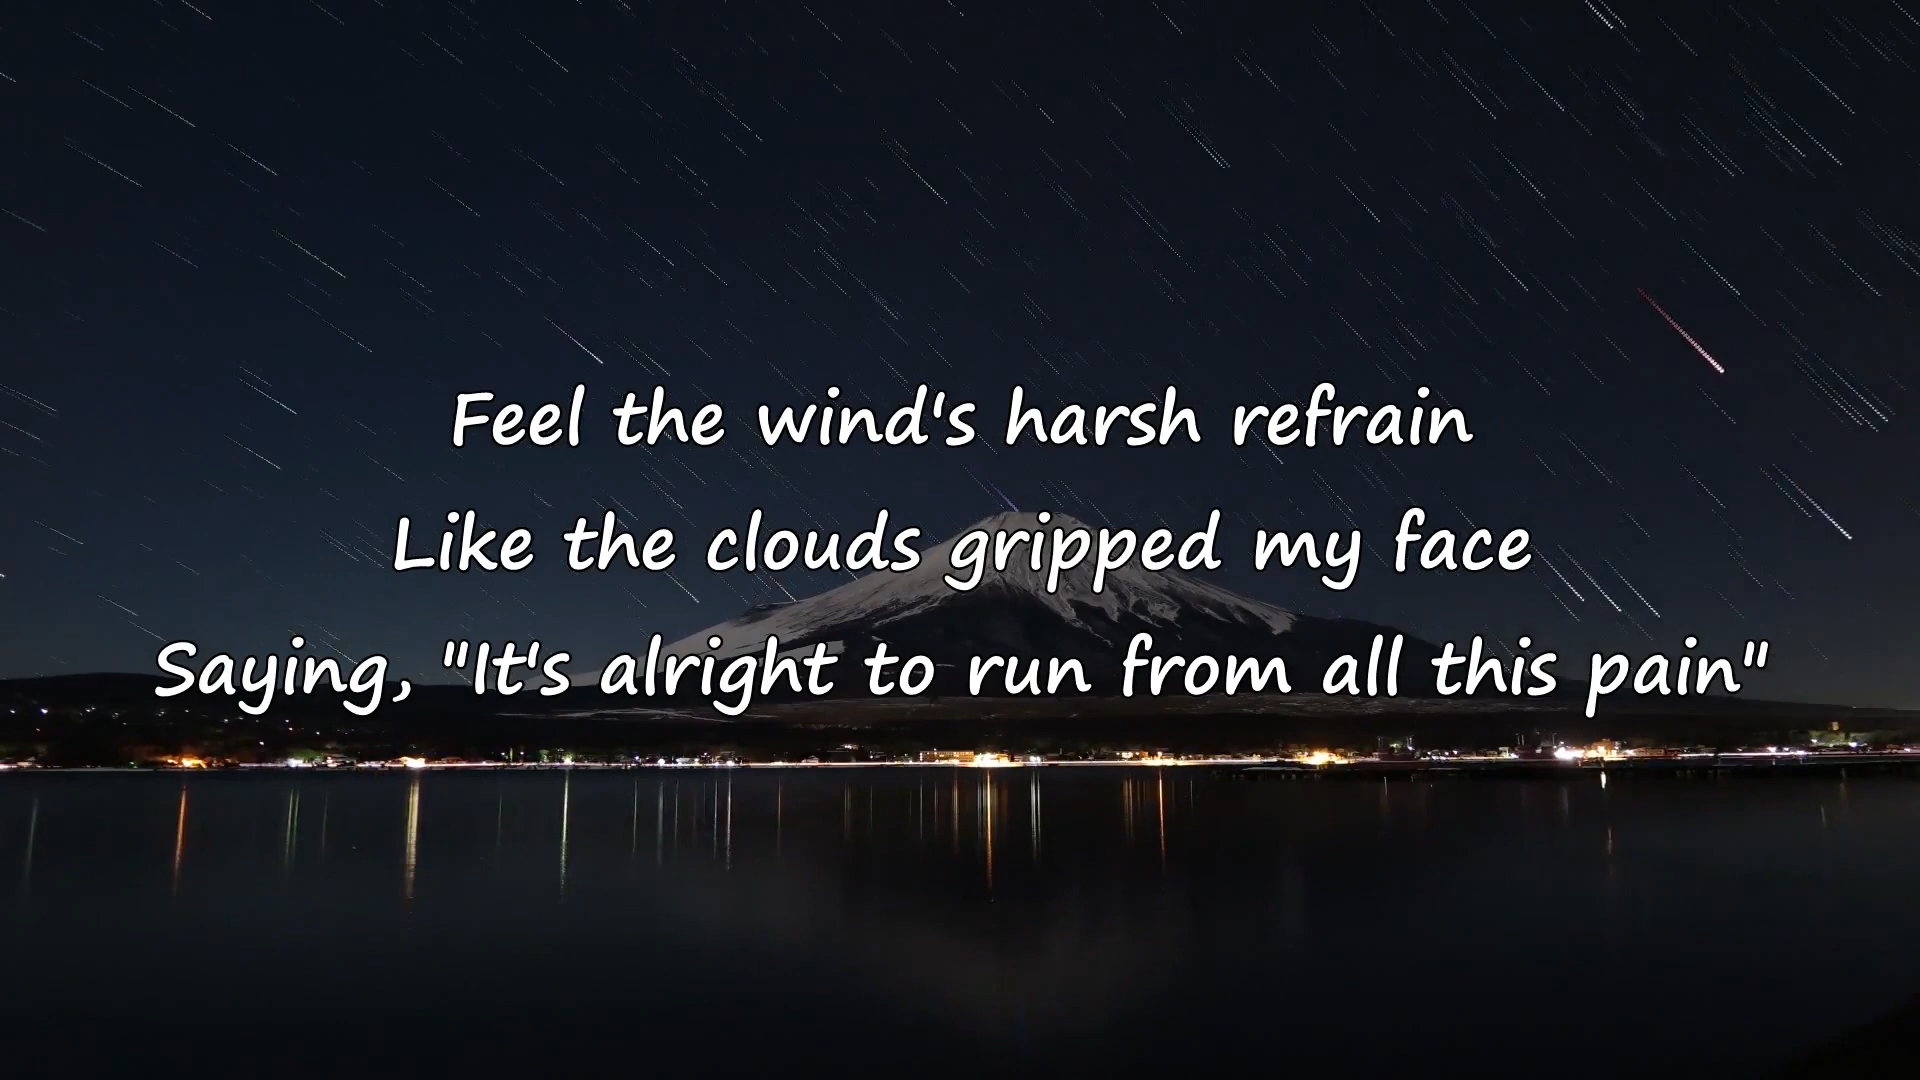 Feel the wind's harsh refrain
Like the clouds gripped my face
Saying, "It's alright to run from all this pain"